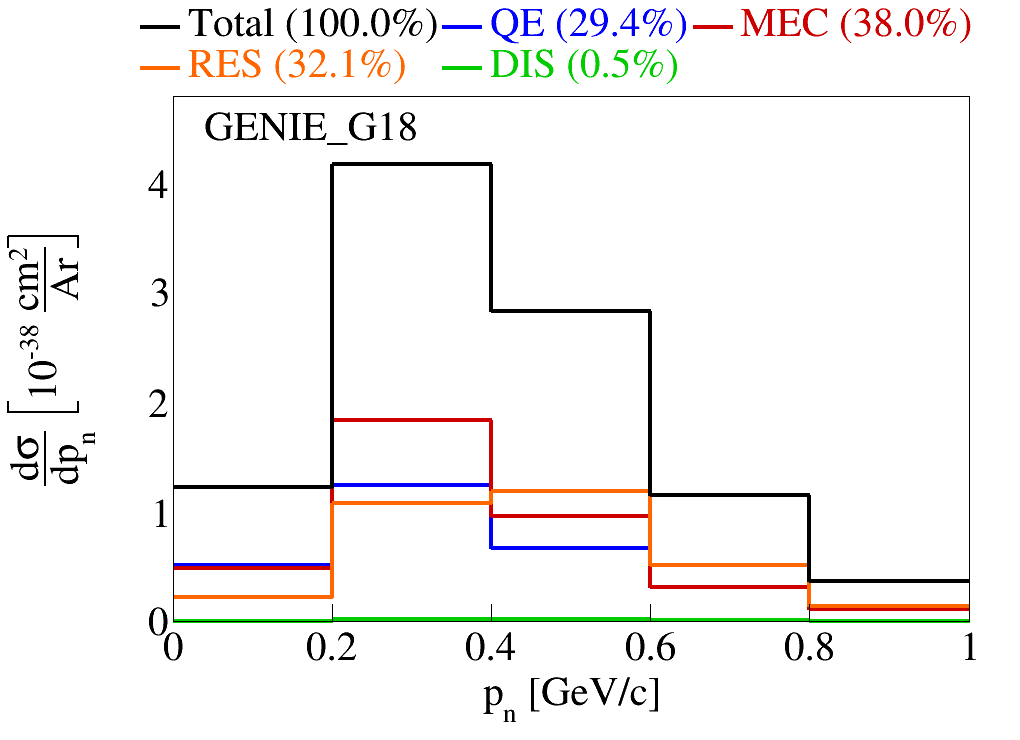 Total (100.0%) QE (29.4%) MEC (38.0%)
RES (32.1%) DIS (0.5%)
GENIE_G18
4
3
2
1
0
0 0.2 0.4 0.6 0.8 1
p_n [GeV/c]
dσ/dp_n [10^-38 cm^2/Ar]